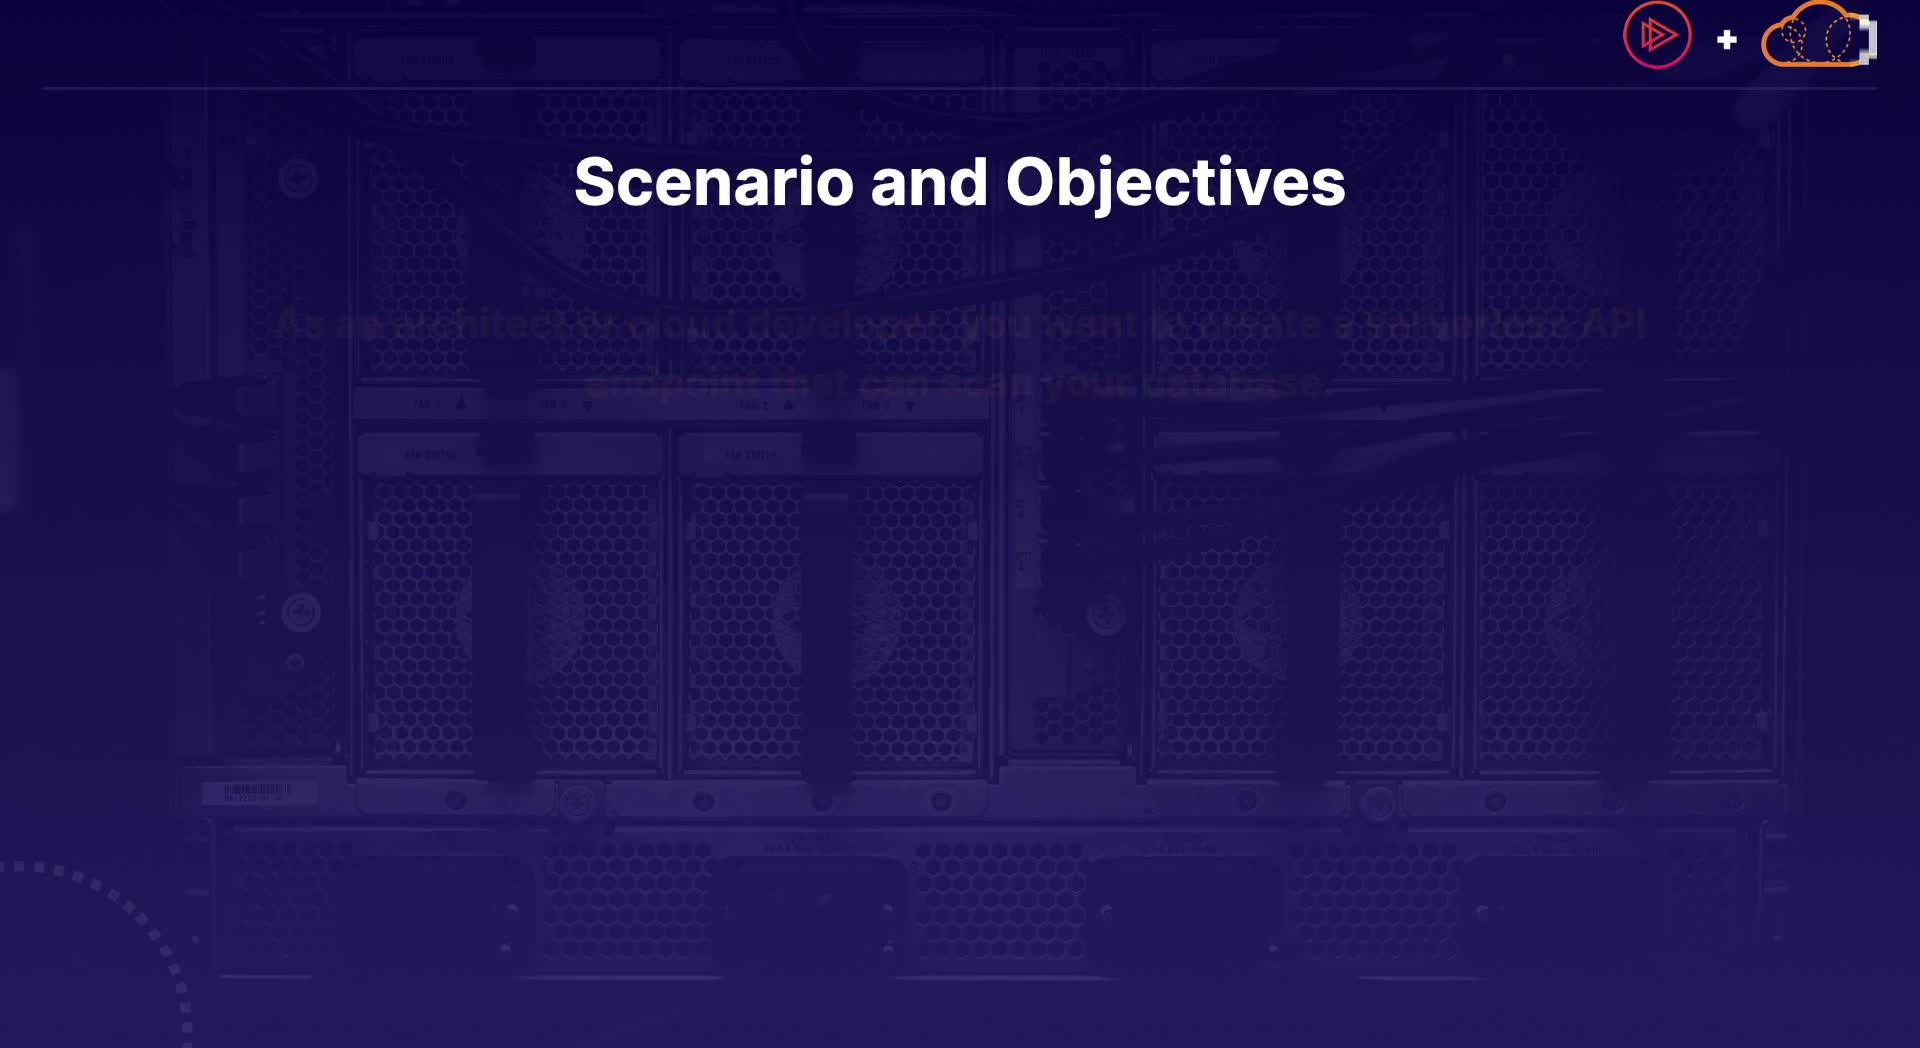 Scenario and Objectives
As an architect or cloud developer, you want to create a serverless API
endpoint that can scan your database.